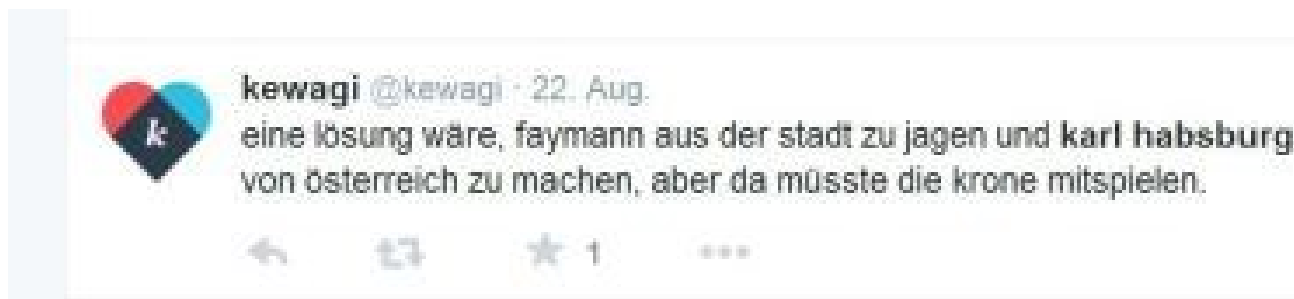 kewagi @kewagi · 22. Aug.
eine lösung wäre, faymann aus der stadt zu jagen und karl habsburg
von österreich zu machen, aber da müsste die krone mitspielen.
k
1